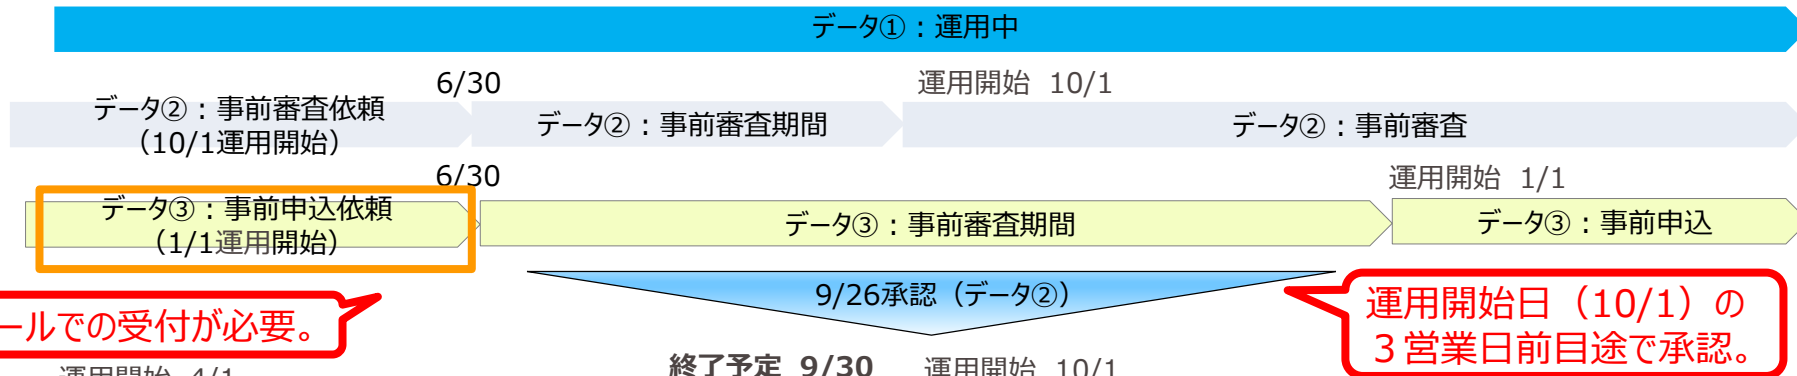 データ①：運用中
6/30
運用開始 10/1
データ②：事前審査依頼
（10/1運用開始）
データ②：事前審査期間
データ②：事前審査
6/30
運用開始 1/1
データ③：事前申込依頼
（1/1運用開始）
データ③：事前審査期間
データ③：事前申込
9/26承認（データ②）
ールでの受付が必要。
運用開始日（10/1）の
３営業日前目途で承認。
運用開始 4/1
終了予定 9/30
運用開始 10/1